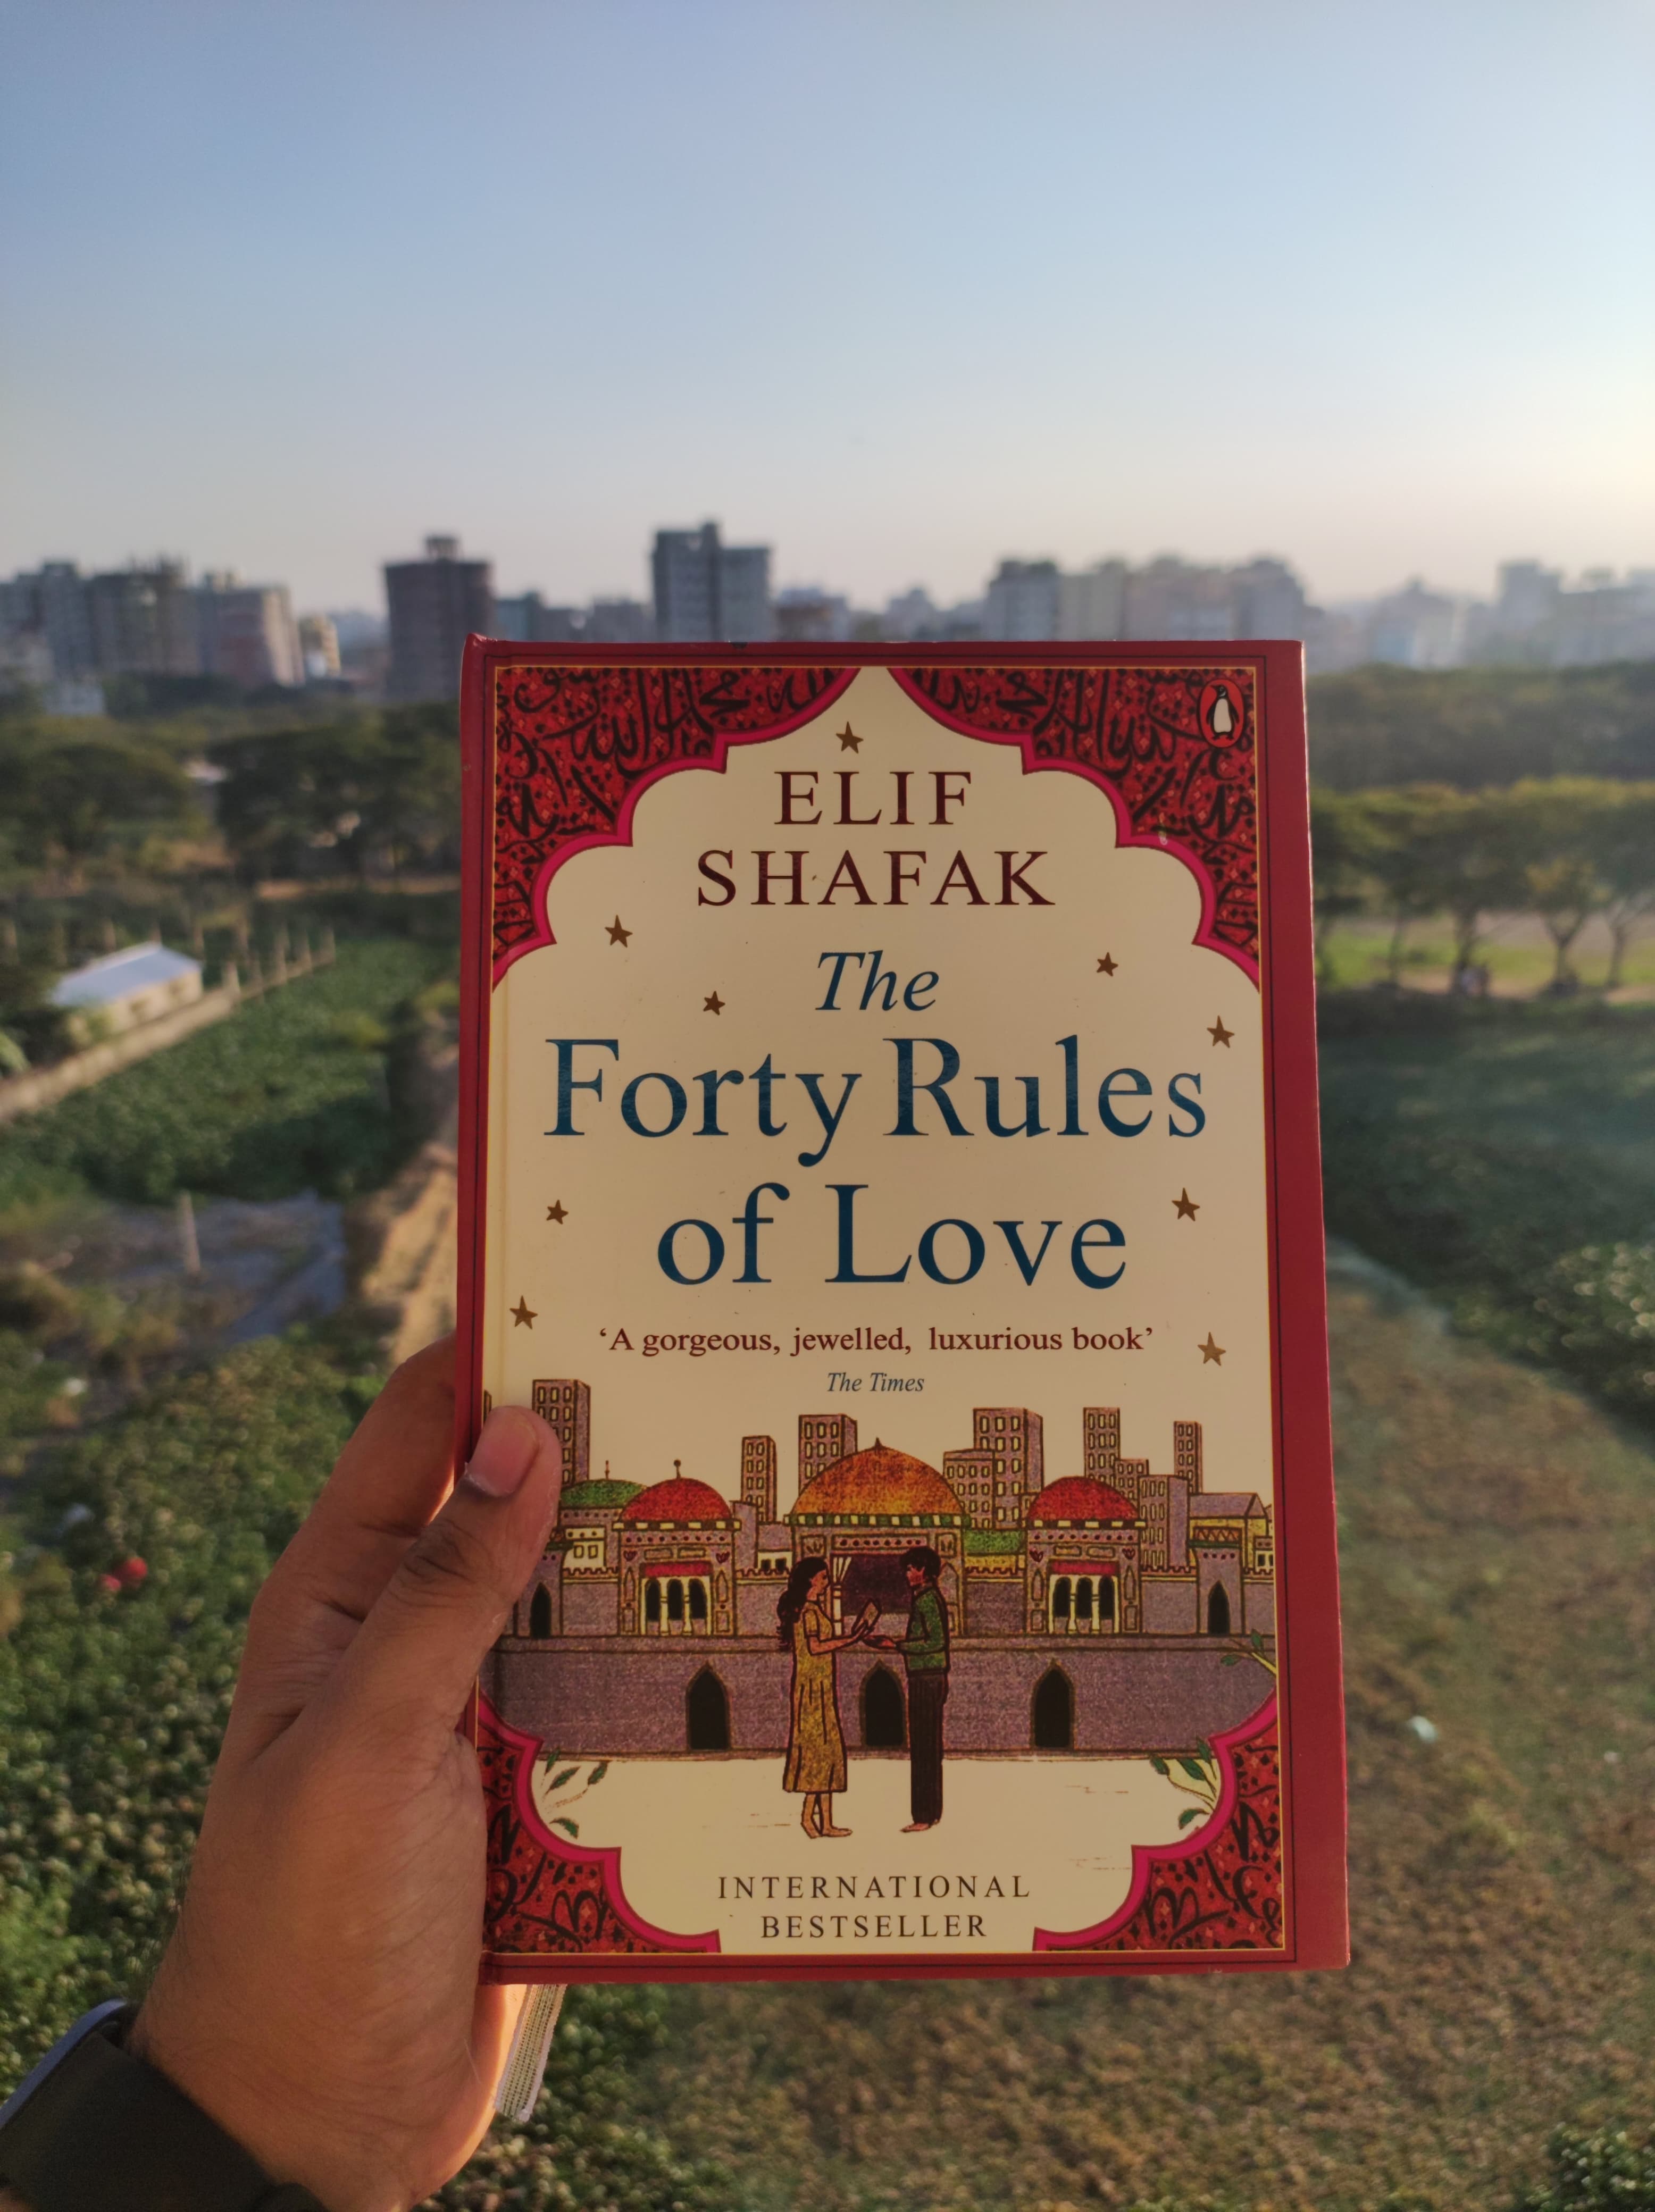 ELIF
SHAFAK
The
Forty Rules
of Love
‘A gorgeous, jewelled, luxurious book’
The Times
INTERNATIONAL
BESTSELLER